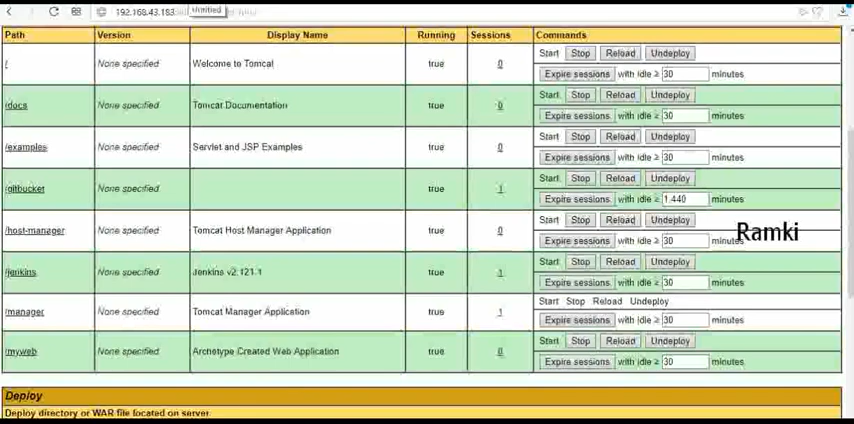 192.168.43.183
Untitled
Path Version Display Name Running Sessions Commands
/ None specified Welcome to Tomcat true 0 Start Stop Reload Undeploy
Expire sessions with idle ≥ 30 minutes
/docs None specified Tomcat Documentation true 0 Start Stop Reload Undeploy
Expire sessions with idle ≥ 30 minutes
/examples None specified Servlet and JSP Examples true 0 Start Stop Reload Undeploy
Expire sessions with idle ≥ 30 minutes
/gitbucket None specified true 1 Start Stop Reload Undeploy
Expire sessions with idle ≥ 1,440 minutes
/host-manager None specified Tomcat Host Manager Application true 0 Start Stop Reload Undeploy
Expire sessions with idle ≥ 30 minutes
Ramki
/jenkins None specified Jenkins v2.121.1 true 1 Start Stop Reload Undeploy
Expire sessions with idle ≥ 30 minutes
/manager None specified Tomcat Manager Application true 1 Start Stop Reload Undeploy
Expire sessions with idle ≥ 30 minutes
/myweb None specified Archetype Created Web Application true 0 Start Stop Reload Undeploy
Expire sessions with idle ≥ 30 minutes
Deploy
Deploy directory or WAR file located on server